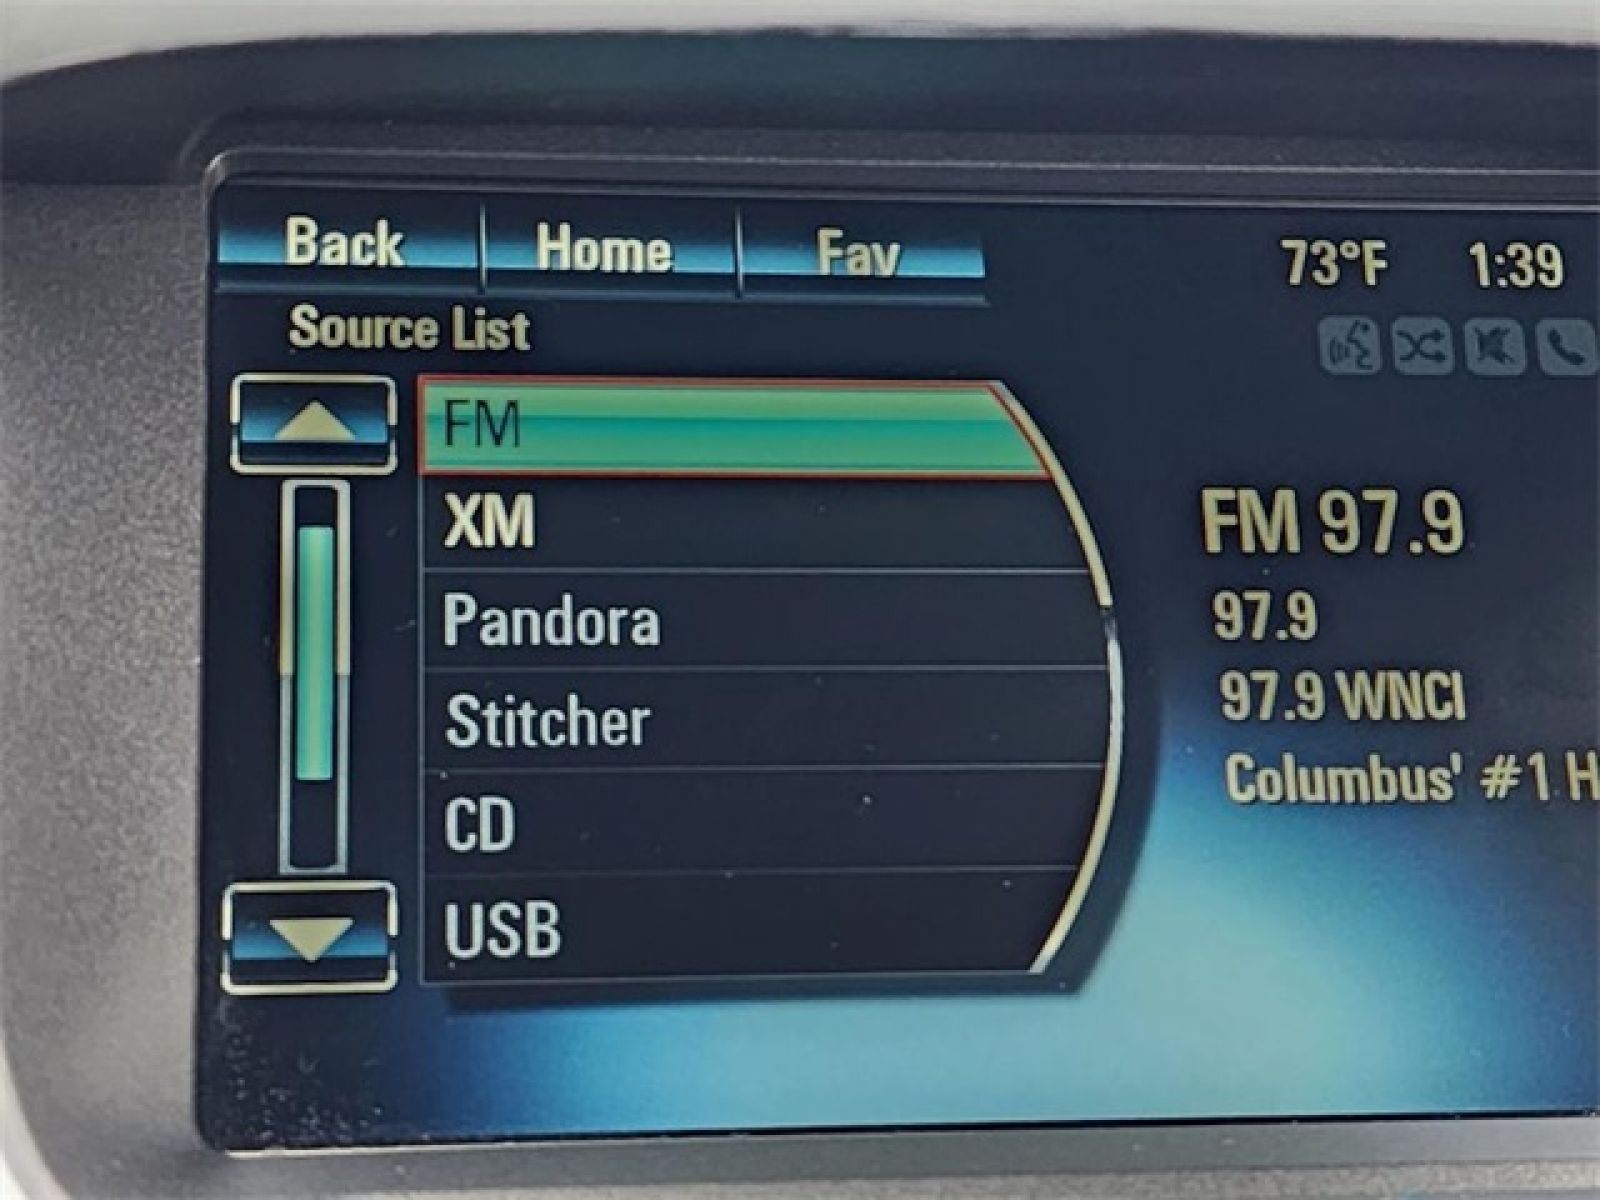 Back Home Fav 73°F 1:39
Source List
FM
XM
Pandora
Stitcher
CD
USB
FM 97.9
97.9
97.9 WNCI
Columbus' #1 H